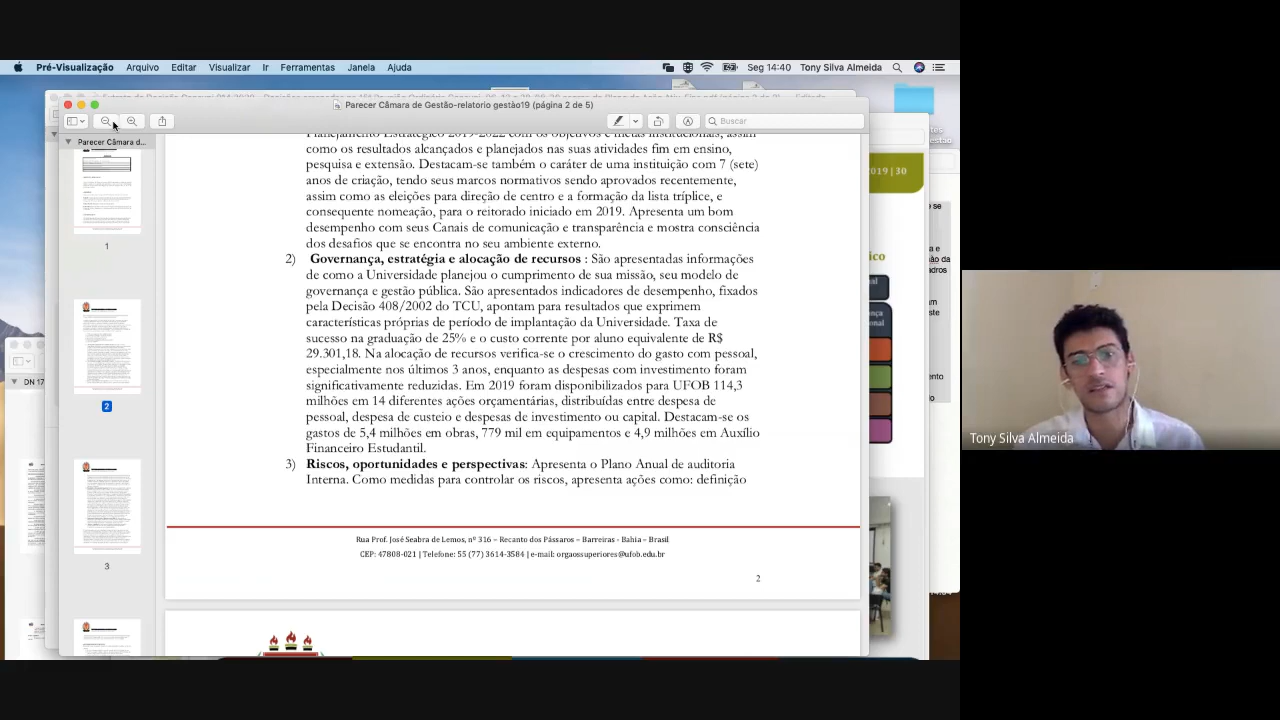 Pré-Visualização Arquivo Editar Visualizar Ir Ferramentas Janela Ajuda
Seg 14:40 Tony Silva Almeida
Parecer Câmara de Gestão-relatorio gestão19 (página 2 de 5)
Buscar
Parecer Câmara d...
1
2
3
DN 17
Planejamento Estratégico 2019-2022 com os objetivos e metas institucionais, assim
como os resultados alcançados e planejados nas suas atividades fim em ensino,
pesquisa e extensão. Destacam-se também o caráter de uma instituição com 7 (sete)
anos de criação, tendo seus marcos normativos sendo aprovados recentemente,
assim como as eleições para direção de centro e a formação da lista tríplice, e
consequente nomeação, para o reitorado iniciado em 2019. Apresenta um bom
desempenho com seus Canais de comunicação e transparência e mostra consciência
dos desafios que se encontra no seu ambiente externo.
2) Governança, estratégia e alocação de recursos : São apresentadas informações
de como a Universidade planejou o cumprimento de sua missão, seu modelo de
governança e gestão pública. São apresentados indicadores de desempenho, fixados
pela Decisão 408/2002 do TCU, apontam para resultados que exprimem
características próprias de período de implantação da Universidade. Taxa de
sucesso na graduação de 25% e o custo corrente por aluno equivalente de R$
29.301,18. Na alocação de recursos verifica-se crescimento do gasto com pessoal,
especialmente nos últimos 3 anos, enquanto as despesas com investimento foram
significativamente reduzidas. Em 2019 foram disponibilizados para UFOB 114,3
milhões em 14 diferentes ações orçamentárias, distribuídas entre despesa de
pessoal, despesa de custeio e despesas de investimento ou capital. Destacam-se os
gastos de 5,4 milhões em obras, 779 mil em equipamentos e 4,9 milhões em Auxílio
Financeiro Estudantil.
3) Riscos, oportunidades e perspectivas: Apresenta o Plano Anual de auditoria
interna. Como medidas para controlar os riscos, apresenta ações como: definição
Rua Prof. José Seabra de Lemos, nº 316 – Recanto dos Pássaros – Barreiras - Bahia – Brasil
CEP: 47808-021 | Telefone: 55 (77) 3614-3584 | e-mail: orgaossuperiores@ufob.edu.br
2
2019 | 30
ico
Tony Silva Almeida